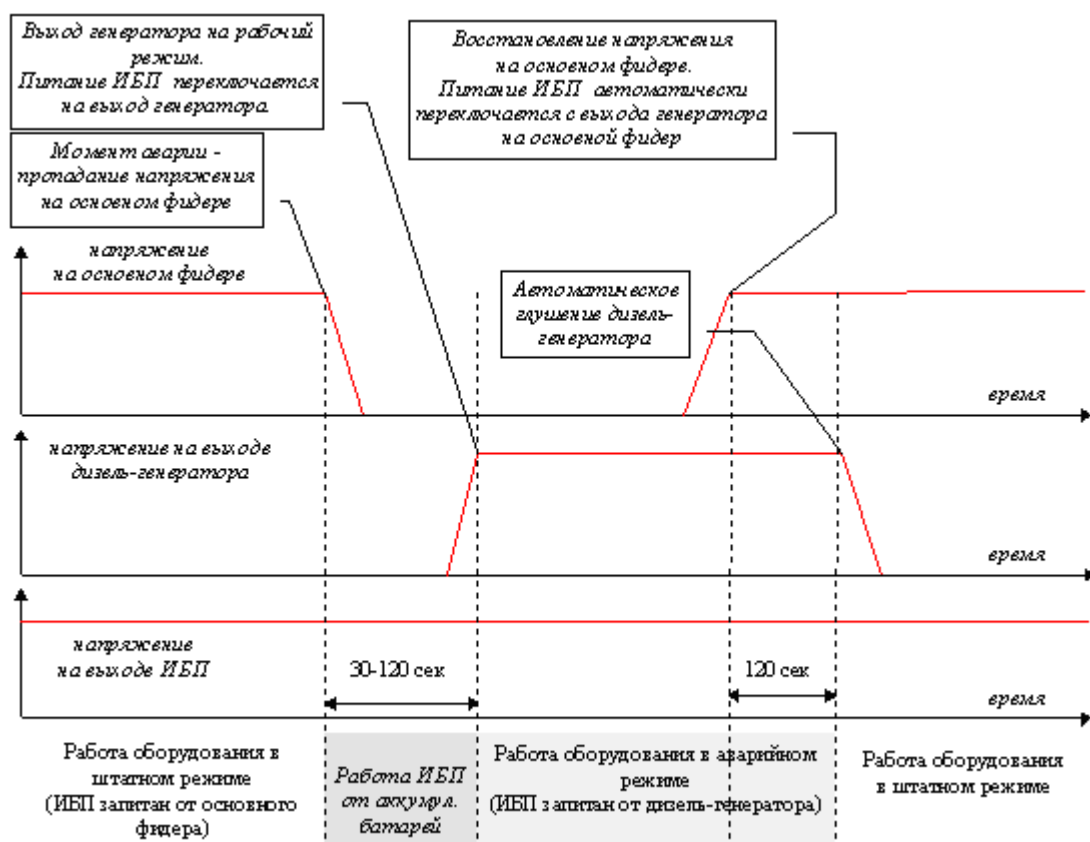 Выход генератора на рабочий
режим.
Питание ИБП переключается
на выход генератора
Восстановление напряжения
на основном фидере.
Питание ИБП автоматически
переключается с выхода генератора
на основной фидер
Момент аварии -
пропадание напряжения
на основном фидере
напряжение
на основном фидере
Автоматическое
глушение дизель-
генератора
время
напряжение на выходе
дизель-генератора
время
напряжение
на выходе ИБП
30-120 сек
120 сек
время
Работа оборудования в
штатном режиме
(ИБП запитан от основного
фидера)
Работа ИБП
от аккумул.
батарей
Работа оборудования в аварийном
режиме
(ИБП запитан от дизель-генератора)
Работа оборудования
в штатном режиме